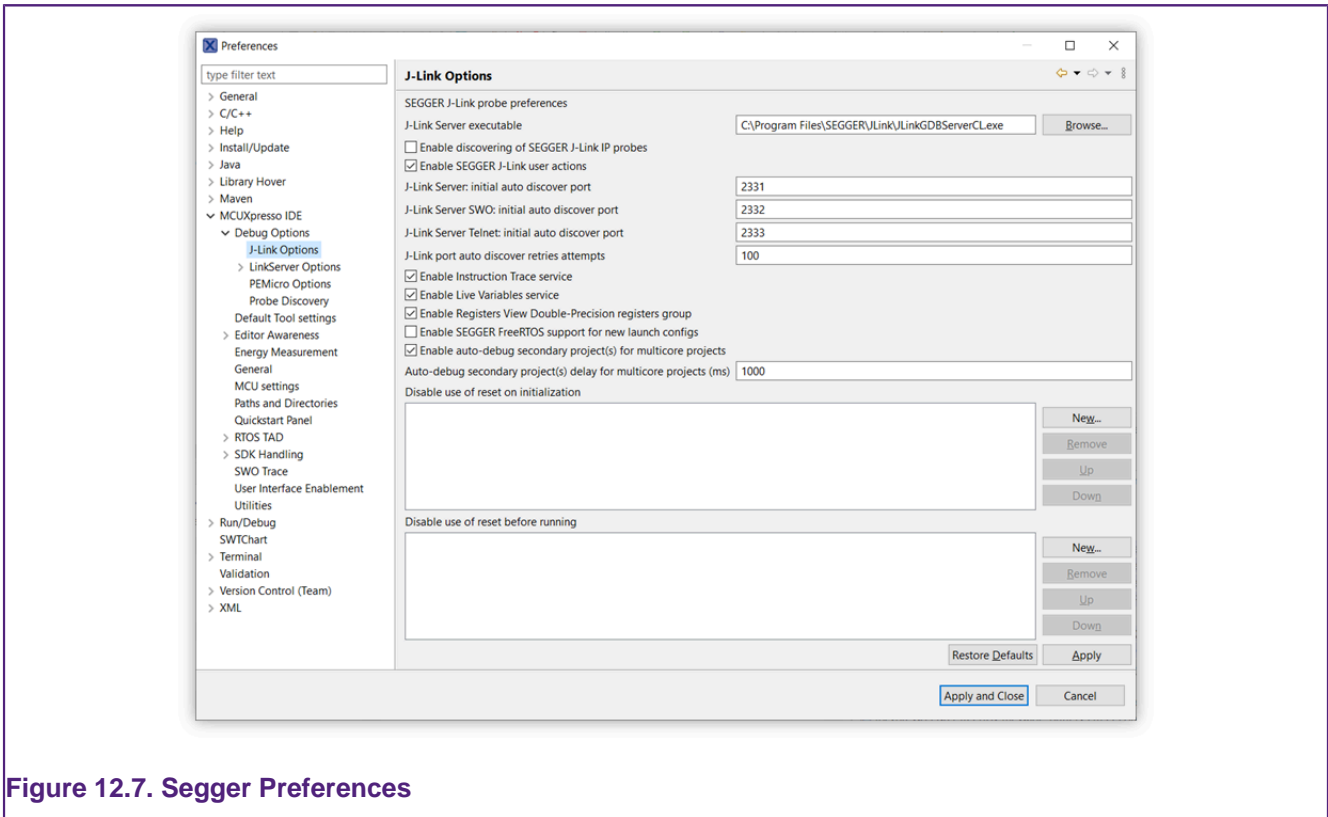 Preferences
type filter text
General
C/C++
Help
Install/Update
Java
Library Hover
Maven
MCUXpresso IDE
Debug Options
J-Link Options
LinkServer Options
PEMicro Options
Probe Discovery
Default Tool settings
Editor Awareness
Energy Measurement
General
MCU settings
Paths and Directories
Quickstart Panel
RTOS TAD
SDK Handling
SWO Trace
User Interface Enablement
Utilities
Run/Debug
SWTChart
Terminal
Validation
Version Control (Team)
XML
J-Link Options
SEGGER J-Link probe preferences
J-Link Server executable C:\Program Files\SEGGER\JLink\JLinkGDBServerCL.exe Browse...
Enable discovering of SEGGER J-Link IP probes
Enable SEGGER J-Link user actions
J-Link Server: initial auto discover port 2331
J-Link Server SWO: initial auto discover port 2332
J-Link Server Telnet: initial auto discover port 2333
J-Link port auto discover retries attempts 100
Enable Instruction Trace service
Enable Live Variables service
Enable Registers View Double-Precision registers group
Enable SEGGER FreeRTOS support for new launch configs
Enable auto-debug secondary project(s) for multicore projects
Auto-debug secondary project(s) delay for multicore projects (ms) 1000
Disable use of reset on initialization
New...
Remove
Up
Down
Disable use of reset before running
New...
Remove
Up
Down
Restore Defaults Apply
Apply and Close Cancel
Figure 12.7. Segger Preferences